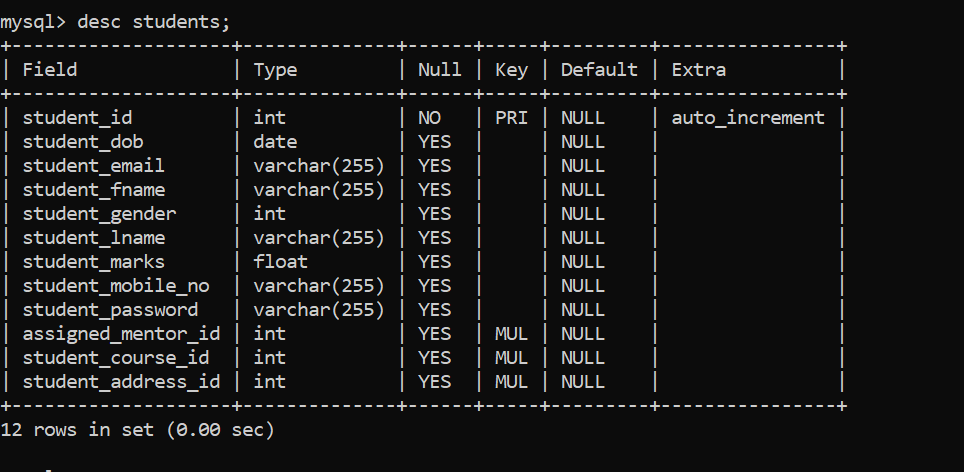 mysql> desc students;
+---------------------+--------------+------+-----+---------+----------------+
| Field               | Type         | Null | Key | Default | Extra          |
+---------------------+--------------+------+-----+---------+----------------+
| student_id          | int          | NO   | PRI | NULL    | auto_increment |
| student_dob         | date         | YES  |     | NULL    |                |
| student_email       | varchar(255) | YES  |     | NULL    |                |
| student_fname       | varchar(255) | YES  |     | NULL    |                |
| student_gender      | int          | YES  |     | NULL    |                |
| student_lname       | varchar(255) | YES  |     | NULL    |                |
| student_marks       | float        | YES  |     | NULL    |                |
| student_mobile_no   | varchar(255) | YES  |     | NULL    |                |
| student_password    | varchar(255) | YES  |     | NULL    |                |
| assigned_mentor_id  | int          | YES  | MUL | NULL    |                |
| student_course_id   | int          | YES  | MUL | NULL    |                |
| student_address_id  | int          | YES  | MUL | NULL    |                |
+---------------------+--------------+------+-----+---------+----------------+
12 rows in set (0.00 sec)